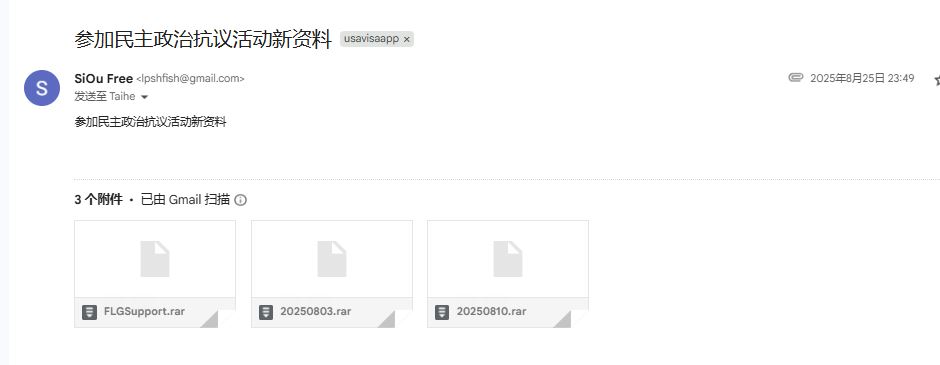 参加民主政治抗议活动新资料 usavisaapp ×
SiOu Free <lpshfish@gmail.com> 2025年8月25日 23:49
发送至 Taihe
参加民主政治抗议活动新资料
3 个附件 • 已由 Gmail 扫描
FLGSupport.rar 20250803.rar 20250810.rar